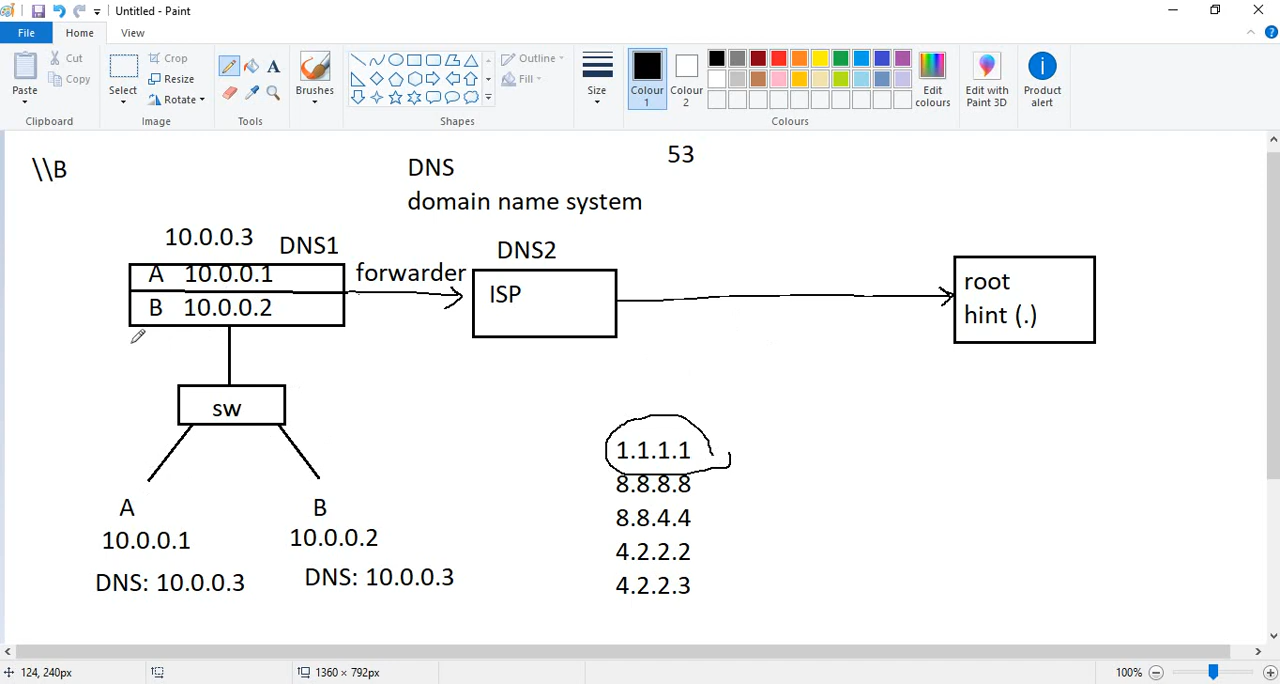 Untitled - Paint
File Home View
Paste
Cut
Copy
Clipboard
Select
Crop
Resize
Rotate
Image
A
Tools
Brushes
Shapes
Outline
Fill
Size
Colour 1
Colour 2
Edit colours
Colours
Edit with Paint 3D
Product alert
\\B
DNS
53
domain name system
10.0.0.3
DNS1
DNS2
A 10.0.0.1
B 10.0.0.2
forwarder
ISP
root
hint (.)
sw
A
10.0.0.1
DNS: 10.0.0.3
B
10.0.0.2
DNS: 10.0.0.3
1.1.1.1
8.8.8.8
8.8.4.4
4.2.2.2
4.2.2.3
124, 240px
1360 × 792px
100%